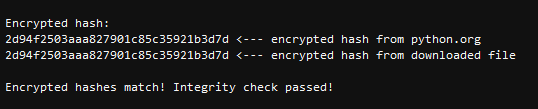 Encrypted hash:
2d94f2503aaa827901c85c35921b3d7d <--- encrypted hash from python.org
2d94f2503aaa827901c85c35921b3d7d <--- encrypted hash from downloaded file
Encrypted hashes match! Integrity check passed!